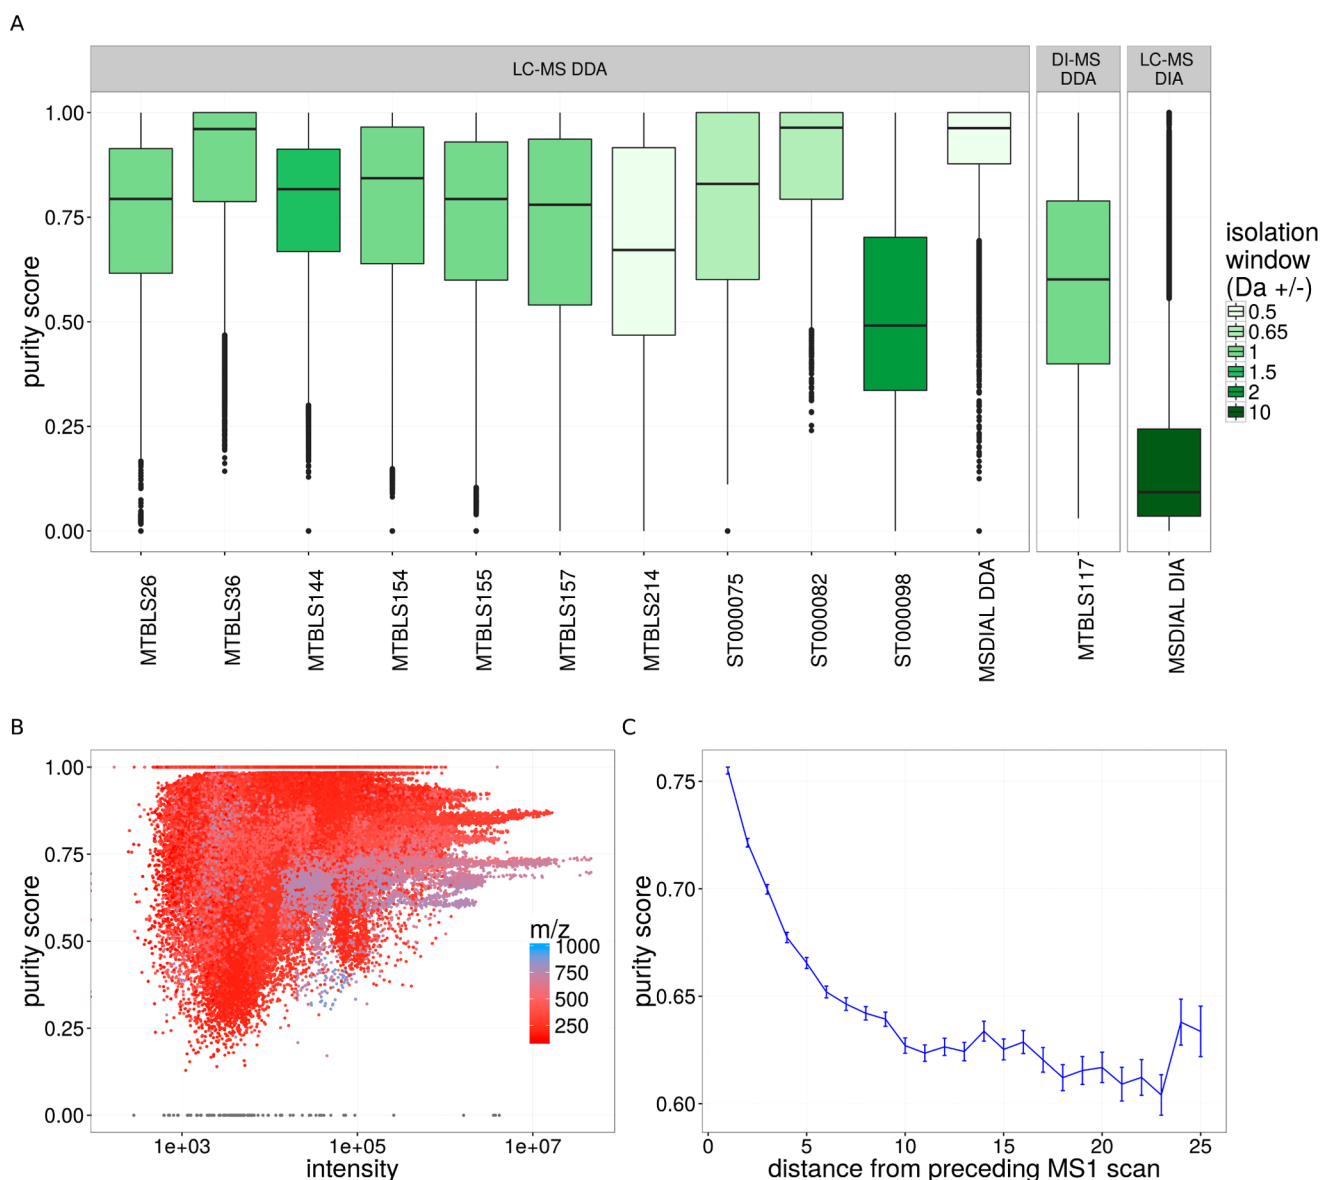 A
LC-MS DDA
DI-MS
DDA
LC-MS
DIA
1.00
0.75
0.50
0.25
0.00
purity score
MTBLS26
MTBLS36
MTBLS144
MTBLS154
MTBLS155
MTBLS157
MTBLS214
ST000075
ST000082
ST000098
MSDIAL DDA
MTBLS117
MSDIAL DIA
isolation
window
(Da +/-)
0.5
0.65
1
1.5
2
10
B
1.00
0.75
0.50
0.25
0.00
purity score
m/z
1000
750
500
250
1e+03
1e+05
1e+07
intensity
C
0.75
0.70
0.65
0.60
purity score
0
5
10
15
20
25
distance from preceding MS1 scan